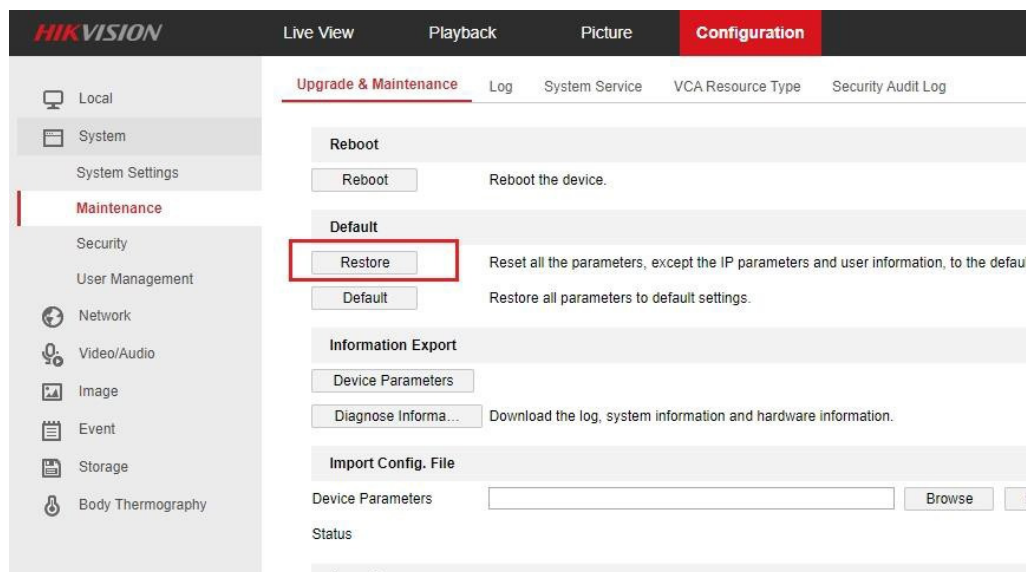 HIKVISION
Live View Playback Picture Configuration
Upgrade & Maintenance Log System Service VCA Resource Type Security Audit Log
Local
System
System Settings
Maintenance
Security
User Management
Network
Video/Audio
Image
Event
Storage
Body Thermography
Reboot
Reboot Reboot the device.
Default
Restore Reset all the parameters, except the IP parameters and user information, to the defaul
Default Restore all parameters to default settings.
Information Export
Device Parameters
Diagnose Informa... Download the log, system information and hardware information.
Import Config. File
Device Parameters Browse
Status